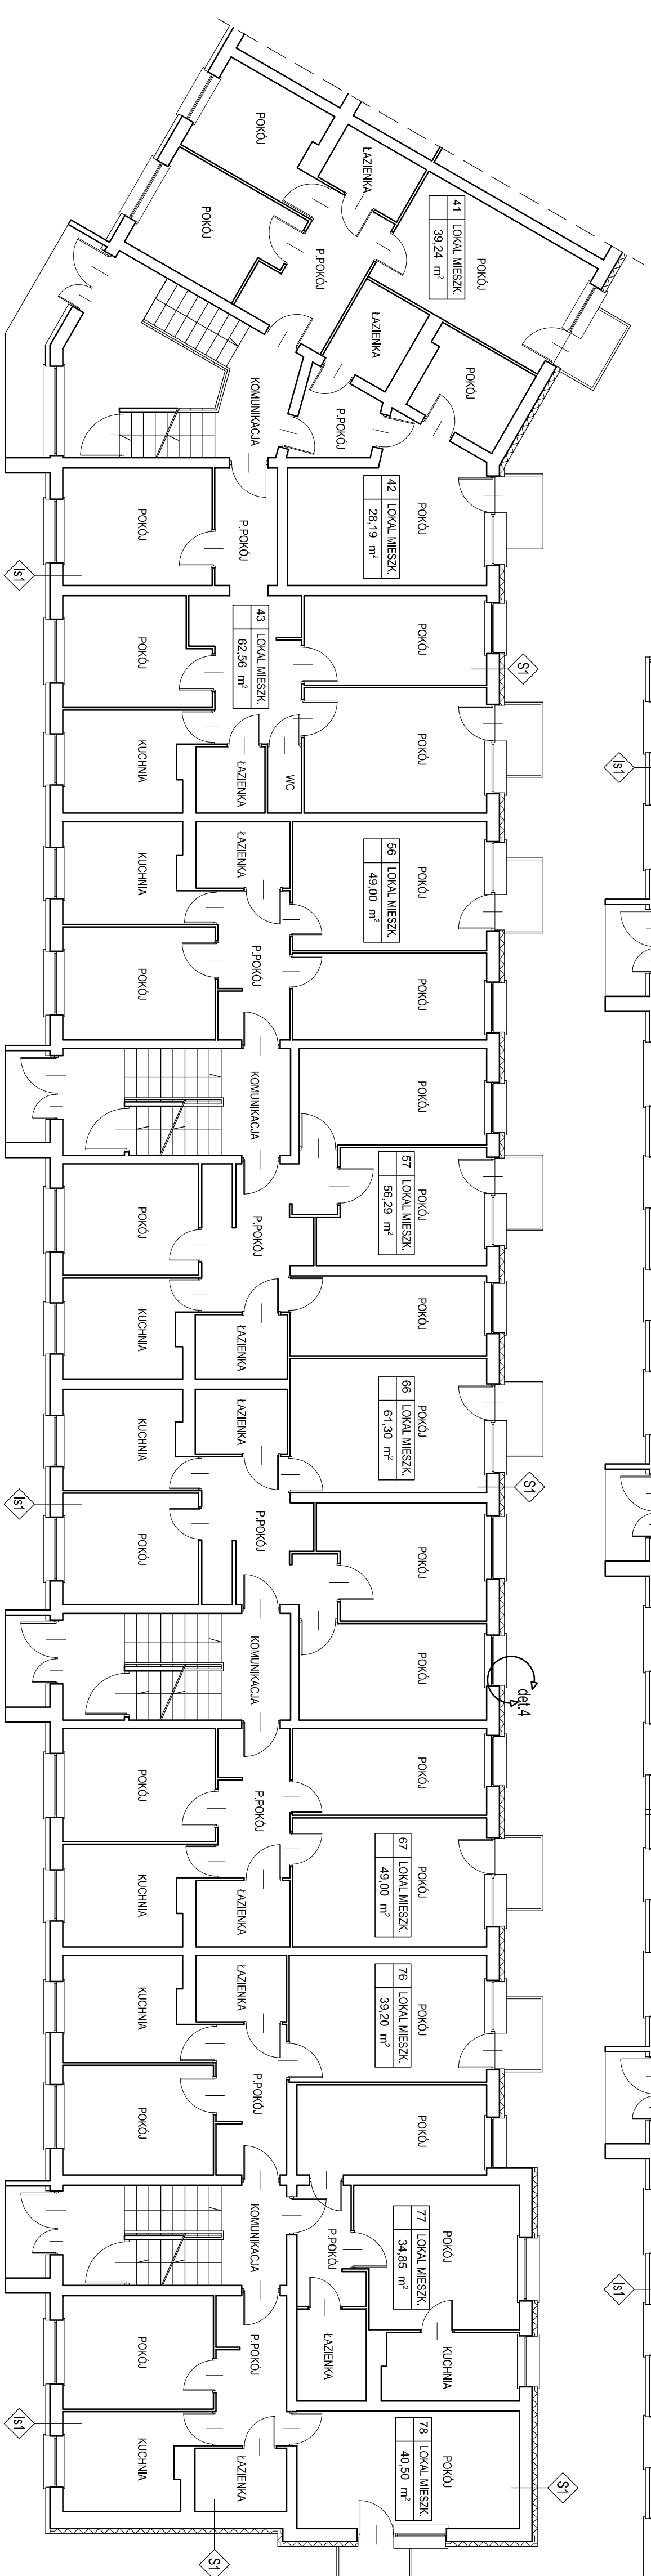 POKÓJ
ŁAZIENKA
POKÓJ
41 LOKAL MIESZK.
39,24 m²
POKÓJ
P.POKÓJ
ŁAZIENKA
POKÓJ
KOMUNIKACJA
P.POKÓJ
42 LOKAL MIESZK.
28,19 m²
POKÓJ
POKÓJ
P.POKÓJ
Is1
POKÓJ
43 LOKAL MIESZK.
62,56 m²
POKÓJ
S1
KUCHNIA
ŁAZIENKA
WC
POKÓJ
Is1
KUCHNIA
ŁAZIENKA
56 LOKAL MIESZK.
49,00 m²
POKÓJ
POKÓJ
P.POKÓJ
POKÓJ
KOMUNIKACJA
POKÓJ
57 LOKAL MIESZK.
56,29 m²
POKÓJ
POKÓJ
P.POKÓJ
KUCHNIA
ŁAZIENKA
POKÓJ
KUCHNIA
ŁAZIENKA
66 LOKAL MIESZK.
61,30 m²
POKÓJ
S1
Is1
POKÓJ
P.POKÓJ
POKÓJ
KOMUNIKACJA
POKÓJ
det.4
POKÓJ
P.POKÓJ
POKÓJ
KUCHNIA
ŁAZIENKA
67 LOKAL MIESZK.
49,00 m²
POKÓJ
KUCHNIA
ŁAZIENKA
76 LOKAL MIESZK.
39,20 m²
POKÓJ
POKÓJ
P.POKÓJ
POKÓJ
KOMUNIKACJA
P.POKÓJ
77 LOKAL MIESZK.
34,85 m²
POKÓJ
Is1
POKÓJ
P.POKÓJ
ŁAZIENKA
KUCHNIA
Is1
KUCHNIA
ŁAZIENKA
78 LOKAL MIESZK.
40,50 m²
POKÓJ
S1
S1